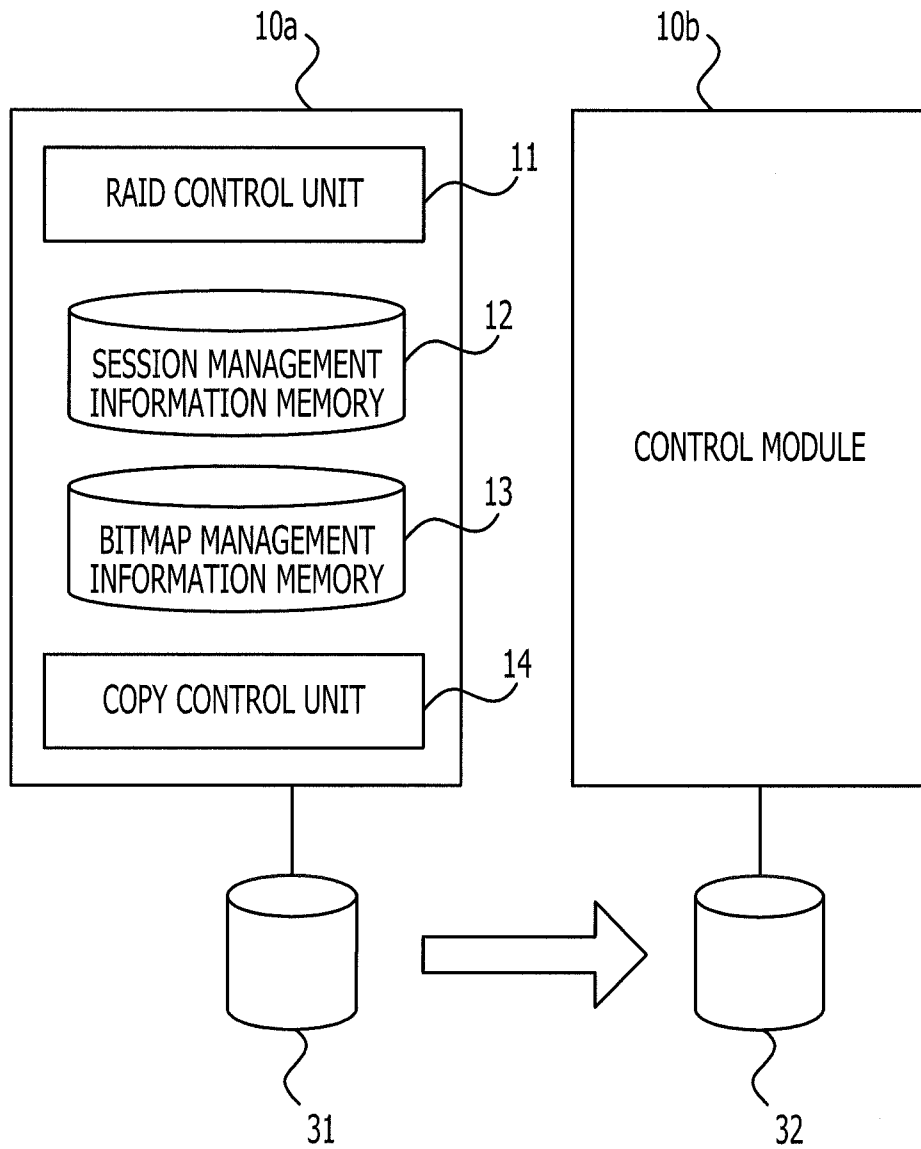 10a
10b
RAID CONTROL UNIT
11
SESSION MANAGEMENT
INFORMATION MEMORY
12
BITMAP MANAGEMENT
INFORMATION MEMORY
13
COPY CONTROL UNIT
14
CONTROL MODULE
31
32